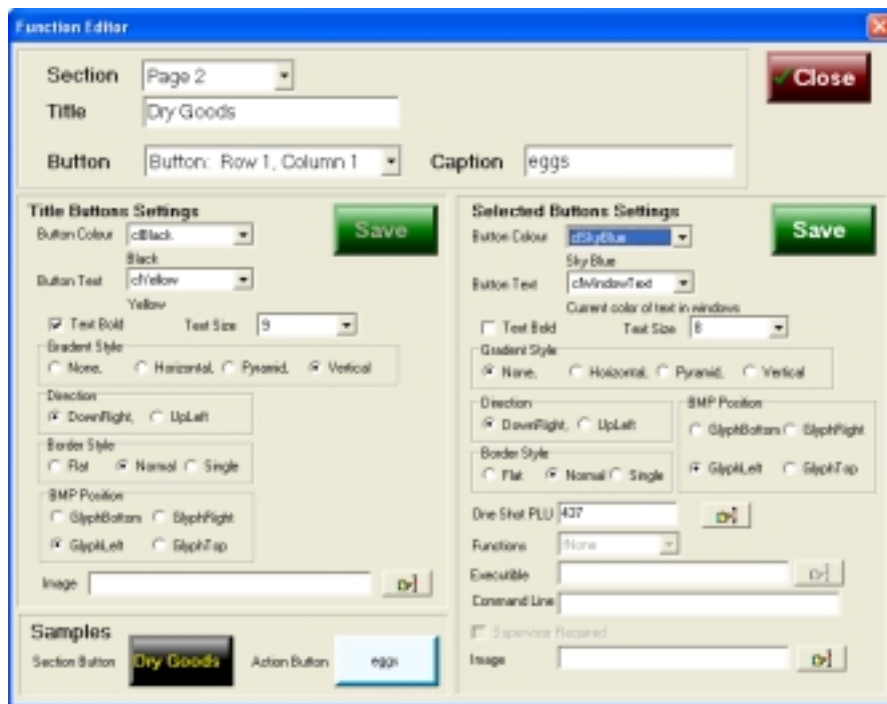 Function Editor
Section Page 2
Close
Title Dry Goods
Button Button: Row 1, Column 1 Caption eggs
Title Buttons Settings
Save
Button Colour clBlack
Black
Button Text clYellow
Yellow
Text Bold Text Size 9
Gradent Style
None, Horizontal, Pyramid, Vertical
Direction
DownRight, UpLeft
Border Style
Flat Normal Single
BMP Position
GlyphBottom GlyphRight
GlyphLeft GlyphTop
Image
Samples
Section Button Dry Goods Action Button eggs
Selected Buttons Settings
Save
Button Colour clSkyBlue
Sky Blue
Button Text clWindowText
Current color of text in windows
Text Bold Text Size 8
Gradent Style
None, Horizontal, Pyramid, Vertical
Direction
DownRight, UpLeft
BMP Position
GlyphBottom GlyphRight
GlyphLeft GlyphTop
Border Style
Flat Normal Single
One Shot PLU 437
Functions None
Executible
Command Line
Supervisor Required
Image